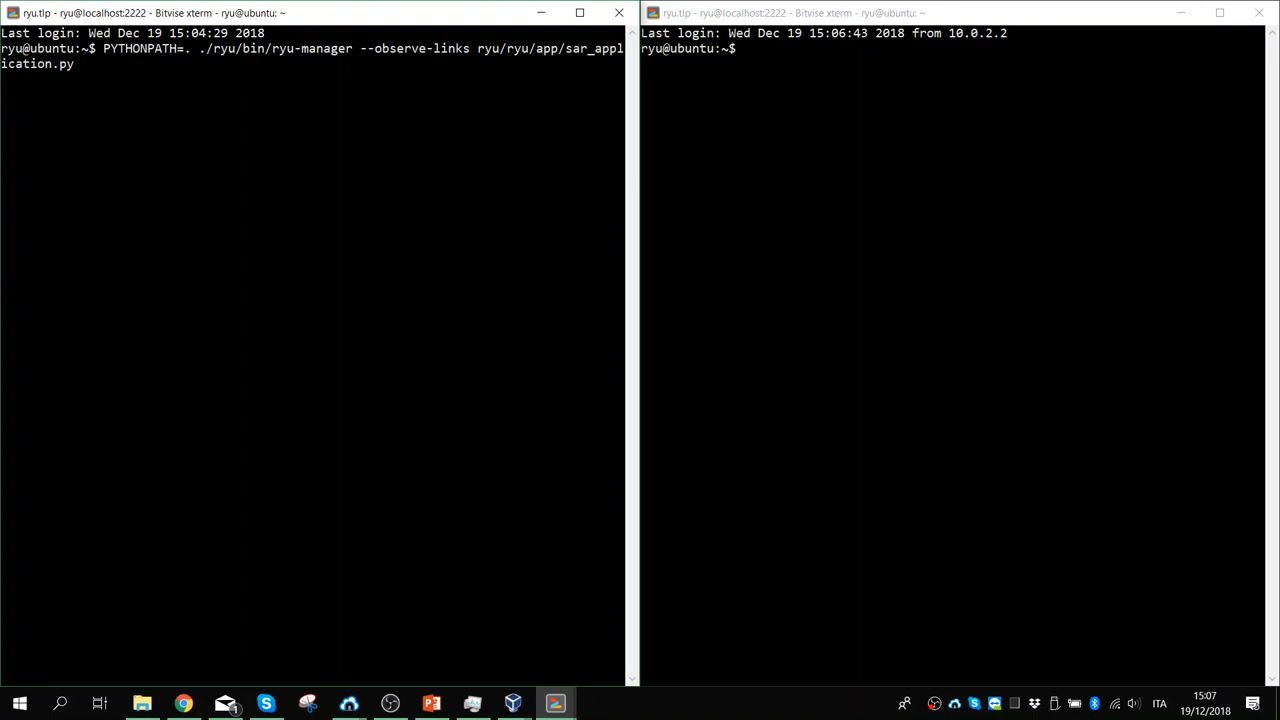 ryu.tlp - ryu@localhost:2222 - Bitvise xterm - ryu@ubuntu: ~
Last login: Wed Dec 19 15:04:29 2018
ryu@ubuntu:~$ PYTHONPATH=. ./ryu/bin/ryu-manager --observe-links ryu/ryu/app/sar_appl
ication.py
ryu.tlp - ryu@localhost:2222 - Bitvise xterm - ryu@ubuntu: ~
Last login: Wed Dec 19 15:06:43 2018 from 10.0.2.2
ryu@ubuntu:~$
1
ITA
15:07
19/12/2018